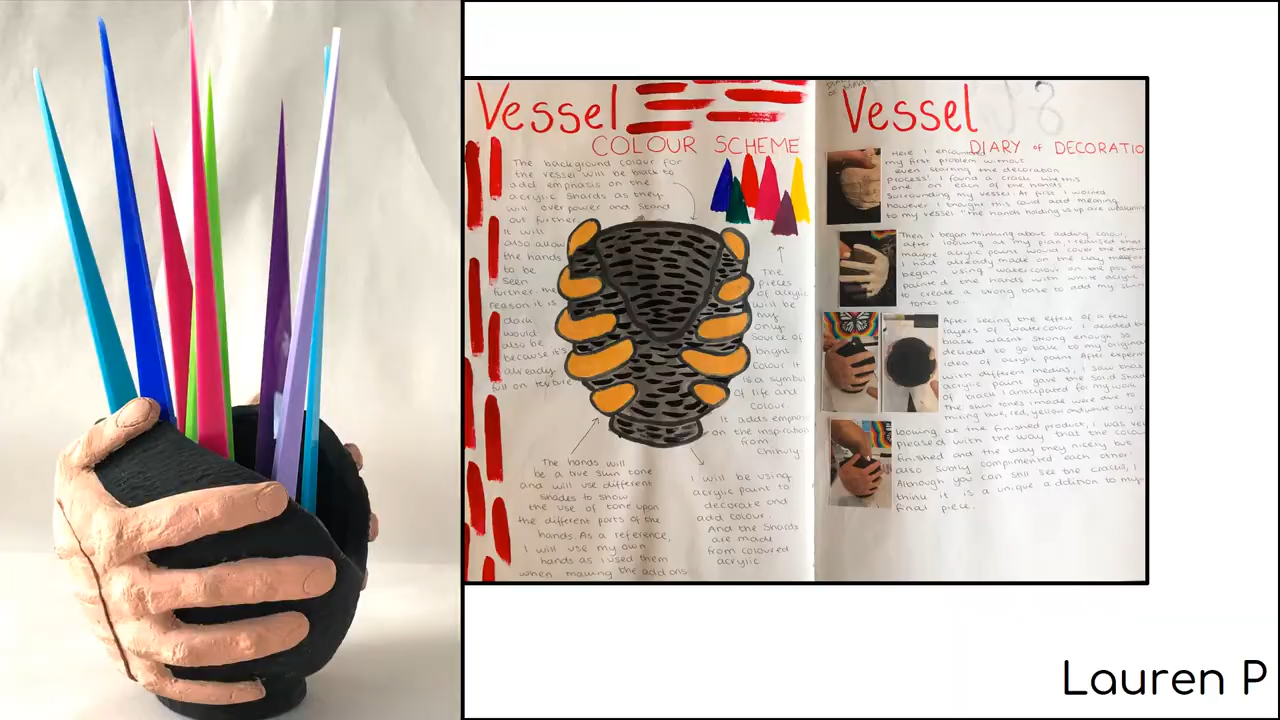 Vessel
COLOUR SCHEME
The background colour for
the vessel will be black to
add emphasis on the
acrylic shards as they
will overpower and stand
out further
it will
also allow
the hands
to be
seen
further. The
reason it is
dark
would
also be
because it's
already
full on texture
The
pieces
of acrylic
will be
my
only
source of
bright
colour it
is a symbol
of life and
colour.
It adds emphasis
on the inspiration
from
Chihuly
The hands will
be a true skin tone
and will use different
shades to show
the use of tone upon
the different parts of the
hands. As a reference,
I will use my own
hands as I used them
when making the add ons
I will be using
acrylic paint to
decorate and
add colour.
And the shards
are made
from coloured
acrylic
Vessel
DIARY of DECORATIO
Here I
my first problem without
even starting the decoration
process! I found a crack
one on each of the hands
surrounding my vessel. At first I worried
however I thought this could add meaning
to my vessel "the hands holding us up are
Then I began thinking about adding colour,
after looking at my plan, I realised that
maybe acrylic paint would cover the texture
I had already made on the clay therefore
began using watercolour on the pot and
painted the hands with white acrylic
to create a strong base to add my skin
tones to.
After seeing the effect of a few
layers of watercolour I decided
black wasn't strong enough so
decided to go back to my original
idea of acrylic paint. After
with different medias, I saw that
acrylic paint gave the solid shade
of black I anticipated for my work
The skin tones I made were due to
mixing blue, red, yellow and white acrylic
Looking at the finished product, I was very
pleased with the way that the colour
finished and the way they nicely but
also complimented each other.
Although you can still see the cracks, I
think it is a unique addition to my
final piece.
Lauren P